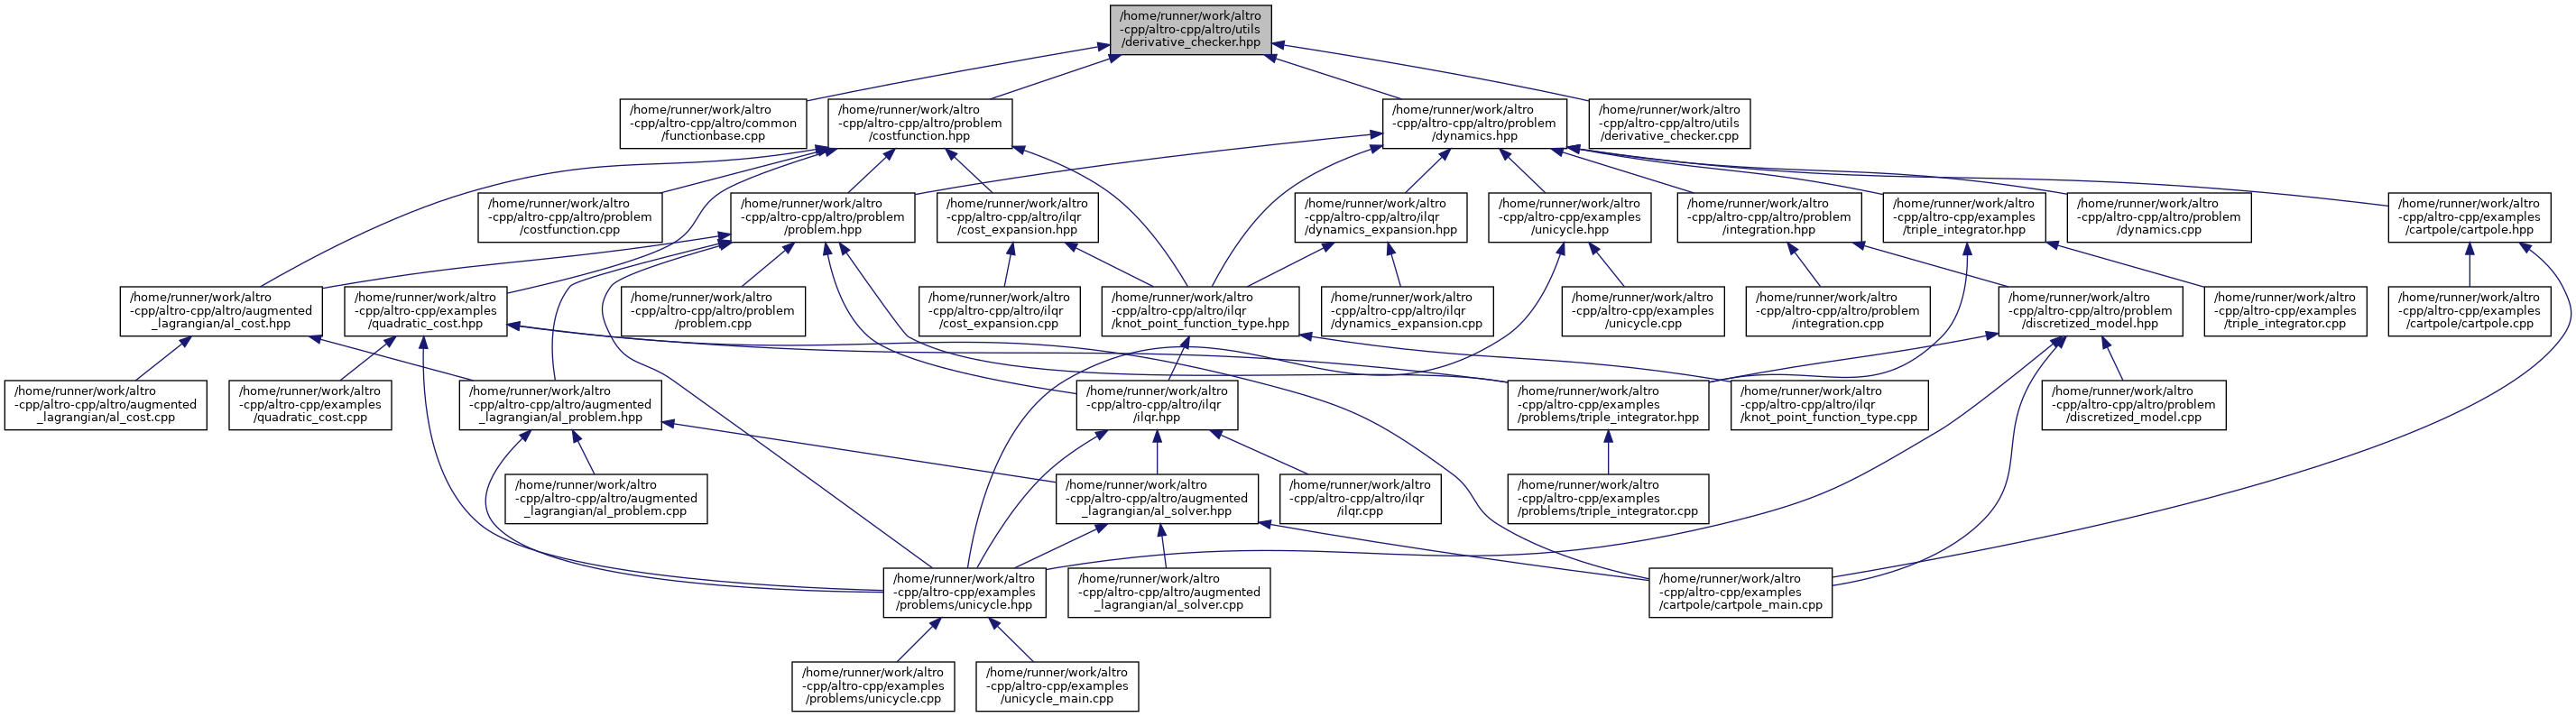 /home/runner/work/altro
-cpp/altro-cpp/altro/utils
/derivative_checker.hpp
/home/runner/work/altro
-cpp/altro-cpp/altro/common
/functionbase.cpp
/home/runner/work/altro
-cpp/altro-cpp/altro/problem
/costfunction.hpp
/home/runner/work/altro
-cpp/altro-cpp/altro/problem
/dynamics.hpp
/home/runner/work/altro
-cpp/altro-cpp/altro/utils
/derivative_checker.cpp
/home/runner/work/altro
-cpp/altro-cpp/altro/problem
/costfunction.cpp
/home/runner/work/altro
-cpp/altro-cpp/altro/problem
/problem.hpp
/home/runner/work/altro
-cpp/altro-cpp/altro/ilqr
/cost_expansion.hpp
/home/runner/work/altro
-cpp/altro-cpp/altro/ilqr
/dynamics_expansion.hpp
/home/runner/work/altro
-cpp/altro-cpp/examples
/unicycle.hpp
/home/runner/work/altro
-cpp/altro-cpp/altro/problem
/integration.hpp
/home/runner/work/altro
-cpp/altro-cpp/examples
/triple_integrator.hpp
/home/runner/work/altro
-cpp/altro-cpp/altro/problem
/dynamics.cpp
/home/runner/work/altro
-cpp/altro-cpp/examples
/cartpole/cartpole.hpp
/home/runner/work/altro
-cpp/altro-cpp/altro/augmented
_lagrangian/al_cost.hpp
/home/runner/work/altro
-cpp/altro-cpp/examples
/quadratic_cost.hpp
/home/runner/work/altro
-cpp/altro-cpp/altro/problem
/problem.cpp
/home/runner/work/altro
-cpp/altro-cpp/altro/ilqr
/cost_expansion.cpp
/home/runner/work/altro
-cpp/altro-cpp/altro/ilqr
/knot_point_function_type.hpp
/home/runner/work/altro
-cpp/altro-cpp/altro/ilqr
/dynamics_expansion.cpp
/home/runner/work/altro
-cpp/altro-cpp/examples
/unicycle.cpp
/home/runner/work/altro
-cpp/altro-cpp/altro/problem
/integration.cpp
/home/runner/work/altro
-cpp/altro-cpp/altro/problem
/discretized_model.hpp
/home/runner/work/altro
-cpp/altro-cpp/examples
/triple_integrator.cpp
/home/runner/work/altro
-cpp/altro-cpp/examples
/cartpole/cartpole.cpp
/home/runner/work/altro
-cpp/altro-cpp/altro/augmented
_lagrangian/al_cost.cpp
/home/runner/work/altro
-cpp/altro-cpp/examples
/quadratic_cost.cpp
/home/runner/work/altro
-cpp/altro-cpp/altro/augmented
_lagrangian/al_problem.hpp
/home/runner/work/altro
-cpp/altro-cpp/altro/ilqr
/ilqr.hpp
/home/runner/work/altro
-cpp/altro-cpp/examples
/problems/triple_integrator.hpp
/home/runner/work/altro
-cpp/altro-cpp/altro/ilqr
/knot_point_function_type.cpp
/home/runner/work/altro
-cpp/altro-cpp/altro/problem
/discretized_model.cpp
/home/runner/work/altro
-cpp/altro-cpp/altro/augmented
_lagrangian/al_problem.cpp
/home/runner/work/altro
-cpp/altro-cpp/altro/augmented
_lagrangian/al_solver.hpp
/home/runner/work/altro
-cpp/altro-cpp/altro/ilqr
/ilqr.cpp
/home/runner/work/altro
-cpp/altro-cpp/examples
/problems/triple_integrator.cpp
/home/runner/work/altro
-cpp/altro-cpp/examples
/problems/unicycle.hpp
/home/runner/work/altro
-cpp/altro-cpp/altro/augmented
_lagrangian/al_solver.cpp
/home/runner/work/altro
-cpp/altro-cpp/examples
/cartpole/cartpole_main.cpp
/home/runner/work/altro
-cpp/altro-cpp/examples
/problems/unicycle.cpp
/home/runner/work/altro
-cpp/altro-cpp/examples
/unicycle_main.cpp